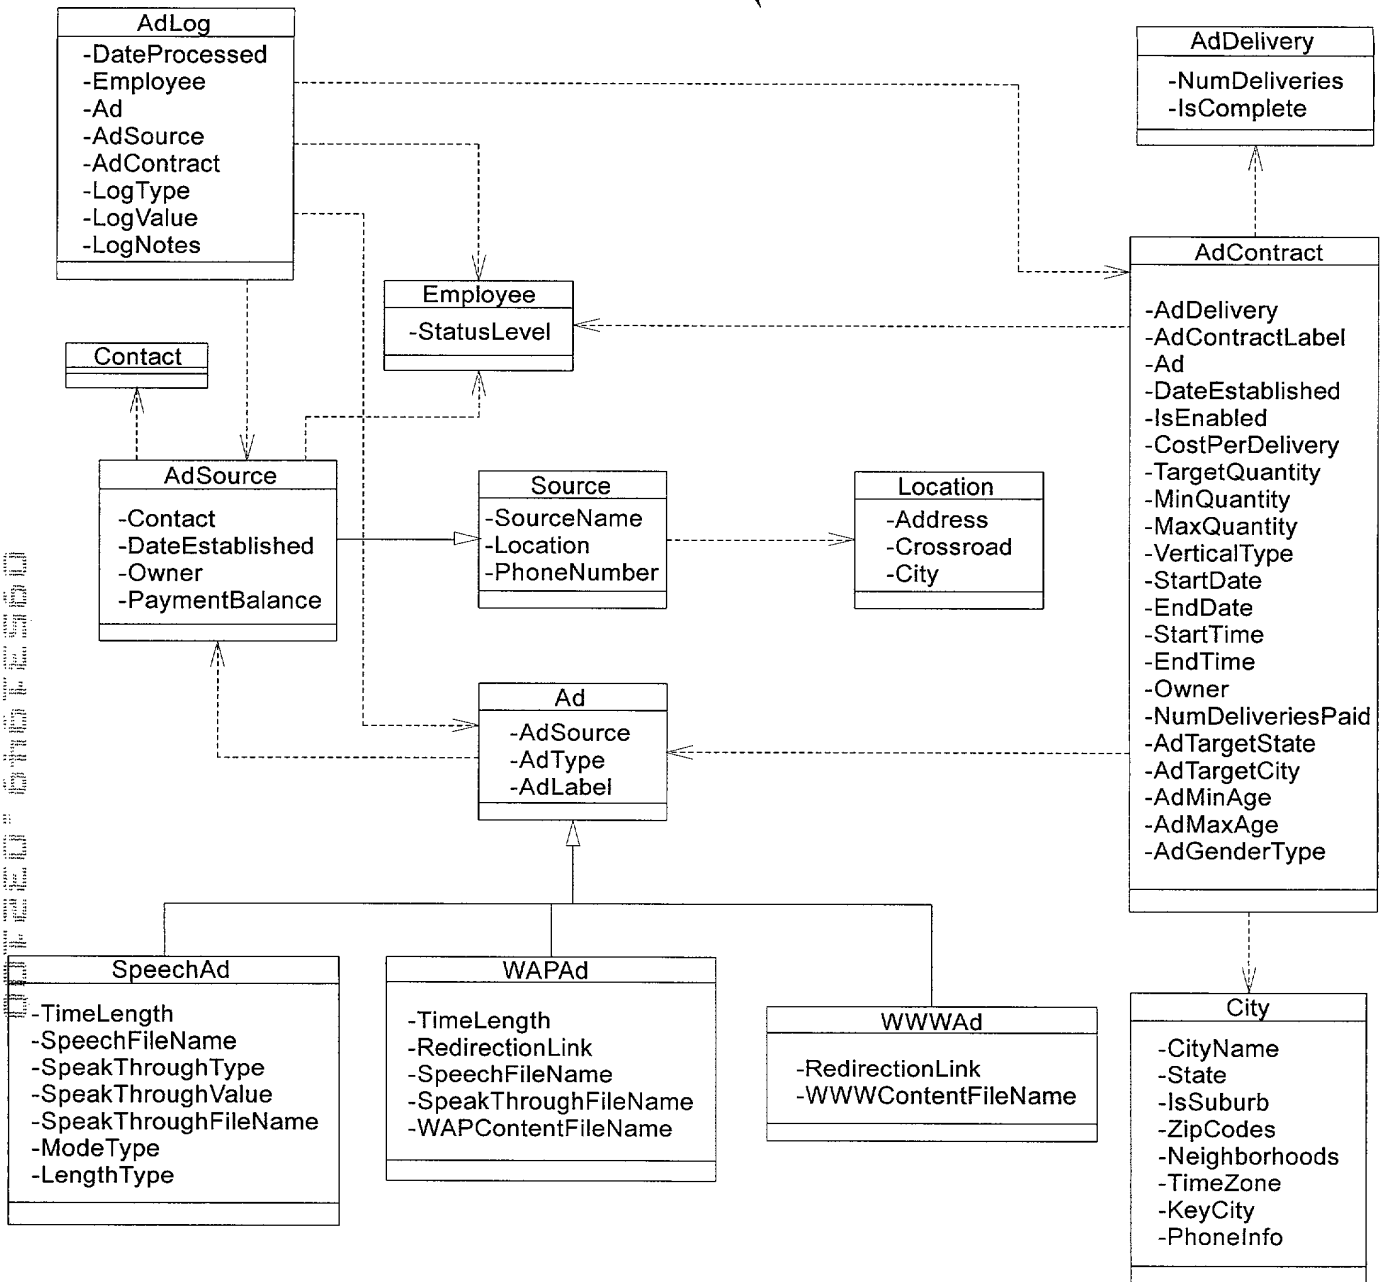 AdLog
-DateProcessed
-Employee
-Ad
-AdSource
-AdContract
-LogType
-LogValue
-LogNotes
AdDelivery
-NumDeliveries
-IsComplete
AdContract
-AdDelivery
-AdContractLabel
-Ad
-DateEstablished
-IsEnabled
-CostPerDelivery
-TargetQuantity
-MinQuantity
-MaxQuantity
-VerticalType
-StartDate
-EndDate
-StartTime
-EndTime
-Owner
-NumDeliveriesPaid
-AdTargetState
-AdTargetCity
-AdMinAge
-AdMaxAge
-AdGenderType
Employee
-StatusLevel
Contact
AdSource
-Contact
-DateEstablished
-Owner
-PaymentBalance
Source
-SourceName
-Location
-PhoneNumber
Location
-Address
-Crossroad
-City
Ad
-AdSource
-AdType
-AdLabel
SpeechAd
-TimeLength
-SpeechFileName
-SpeakThroughType
-SpeakThroughValue
-SpeakThroughFileName
-ModeType
-LengthType
WAPAd
-TimeLength
-RedirectionLink
-SpeechFileName
-SpeakThroughFileName
-WAPContentFileName
WWWAd
-RedirectionLink
-WWWContentFileName
City
-CityName
-State
-IsSuburb
-ZipCodes
-Neighborhoods
-TimeZone
-KeyCity
-PhoneInfo